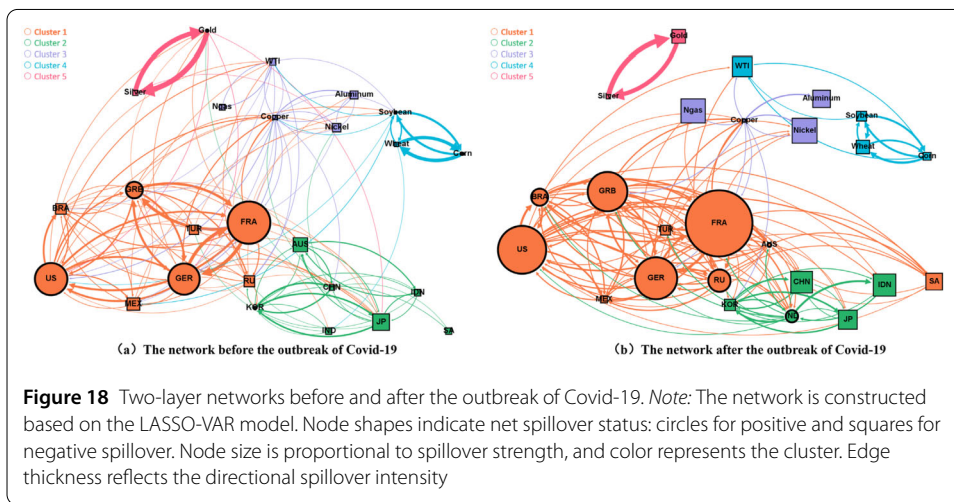 Cluster 1
Cluster 2
Cluster 3
Cluster 4
Cluster 5
Gold
Silver
WTI
Ngas
Aluminum
Copper
Nickel
Soybean
Wheat
Corn
GRB
BRA
FRA
TUR
US
GER
MEX
RU
AUS
CHN
IDN
KOR
JP
IND
SA
(a) The network before the outbreak of Covid-19
Cluster 1
Cluster 2
Cluster 3
Cluster 4
Cluster 5
Gold
Silver
WTI
Ngas
Aluminum
Copper
Nickel
Soybean
Wheat
Corn
BRA
GRB
FRA
TUR
US
AUS
GER
RU
MEX
CHN
IDN
SA
KOR
IND
JP
(b) The network after the outbreak of Covid-19
Figure 18 Two-layer networks before and after the outbreak of Covid-19. Note: The network is constructed
based on the LASSO-VAR model. Node shapes indicate net spillover status: circles for positive and squares for
negative spillover. Node size is proportional to spillover strength, and color represents the cluster. Edge
thickness reflects the directional spillover intensity